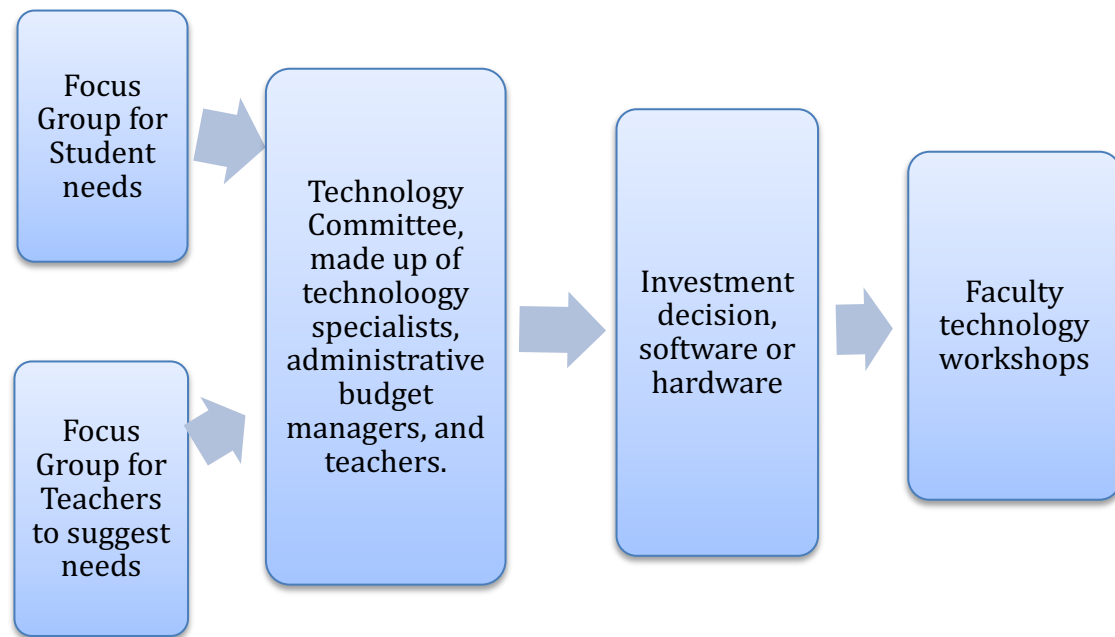 Focus
Group for
Student
needs
Focus
Group for
Teachers
to suggest
needs
Technology
Committee,
made up of
technoloogy
specialists,
administrative
budget
managers, and
teachers.
Investment
decision,
software or
hardware
Faculty
technology
workshops